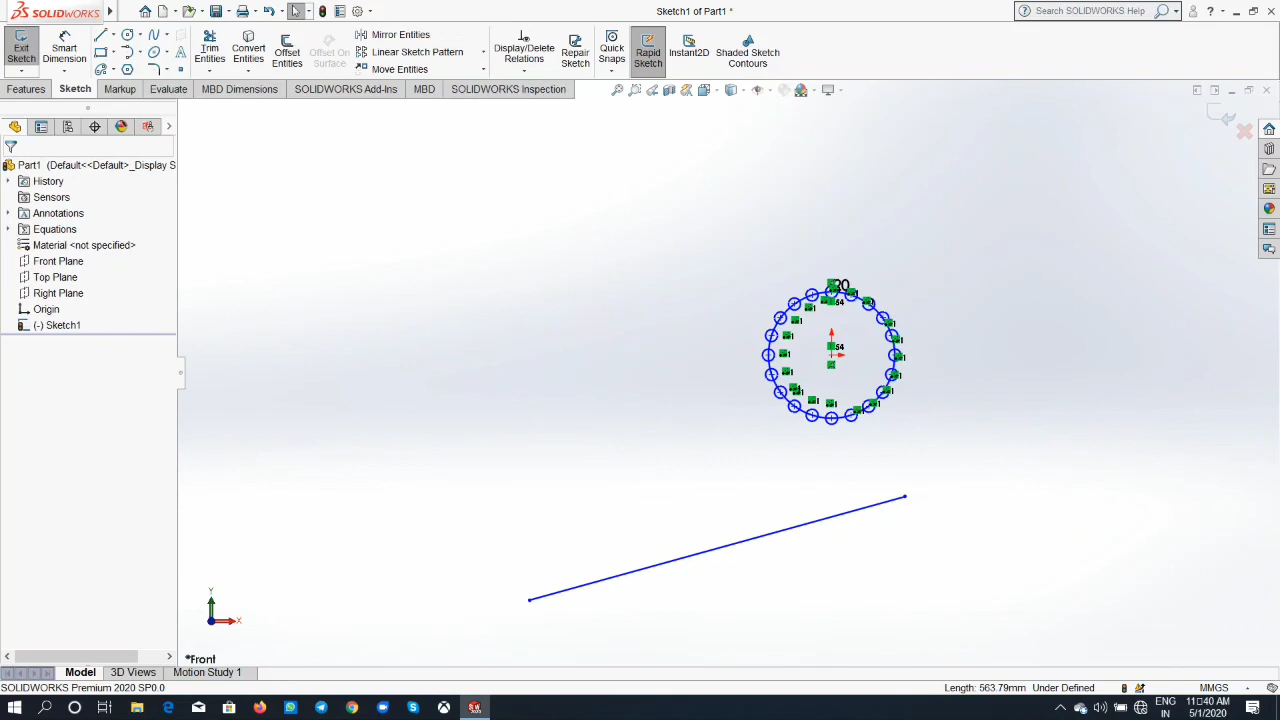 SOLIDWORKS
Sketch1 of Part1 *
Search SOLIDWORKS Help
Exit Sketch
Smart Dimension
Trim Entities
Convert Entities
Offset Entities
Offset On Surface
Mirror Entities
Linear Sketch Pattern
Move Entities
Display/Delete Relations
Repair Sketch
Quick Snaps
Rapid Sketch
Instant2D
Shaded Sketch Contours
Features Sketch Markup Evaluate MBD Dimensions SOLIDWORKS Add-Ins MBD SOLIDWORKS Inspection
Part1 (Default<<Default>_Display S
History
Sensors
Annotations
Equations
Material <not specified>
Front Plane
Top Plane
Right Plane
Origin
(-) Sketch1
54
54
Y
X
*Front
Model 3D Views Motion Study 1
SOLIDWORKS Premium 2020 SP0.0 Length: 563.79mm Under Defined MMGS
ENG 11:40 AM
IN 5/1/2020